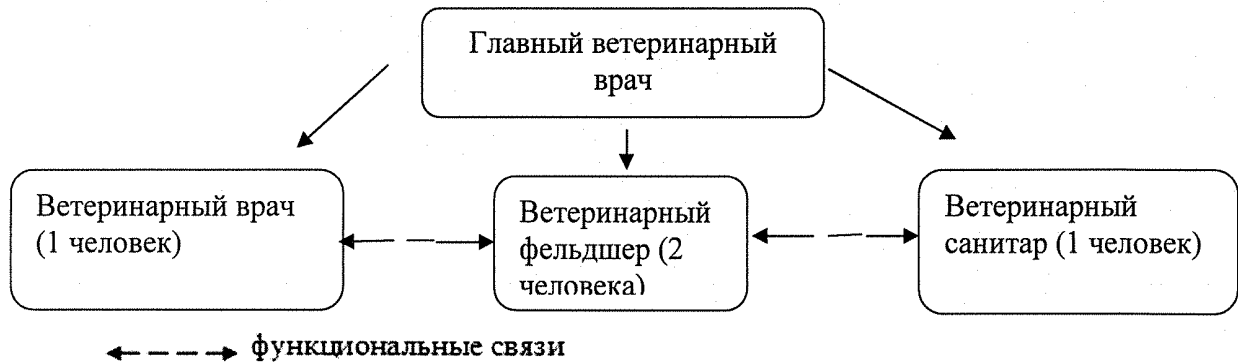 Главный ветеринарный
врач
Ветеринарный врач
(1 человек)
Ветеринарный
фельдшер (2
человека)
Ветеринарный
санитар (1 человек)
функциональные связи